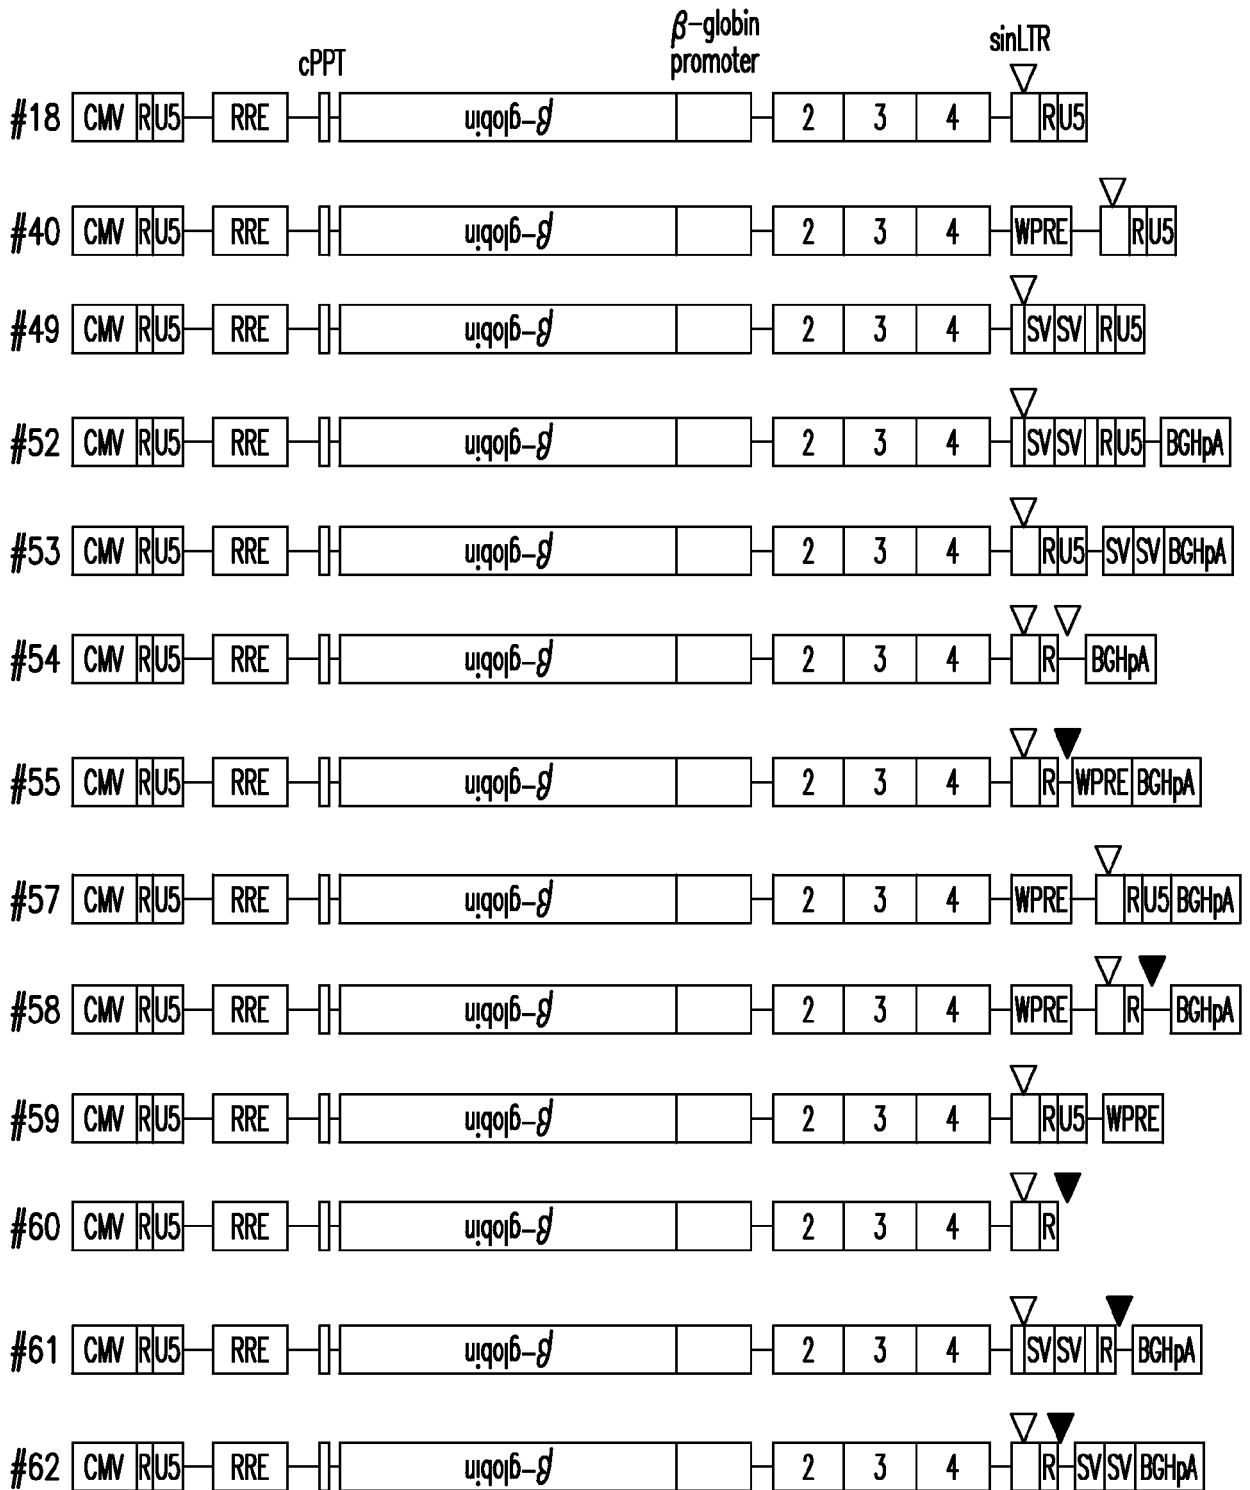 β-globin
promoter
sinLTR
cPPT
#18 CMV R U5 RRE β-globin 2 3 4 R U5
#40 CMV R U5 RRE β-globin 2 3 4 WPRE R U5
#49 CMV R U5 RRE β-globin 2 3 4 SV SV R U5
#52 CMV R U5 RRE β-globin 2 3 4 SV SV R U5 BGHpA
#53 CMV R U5 RRE β-globin 2 3 4 R U5 SV SV BGHpA
#54 CMV R U5 RRE β-globin 2 3 4 R BGHpA
#55 CMV R U5 RRE β-globin 2 3 4 R WPRE BGHpA
#57 CMV R U5 RRE β-globin 2 3 4 WPRE R U5 BGHpA
#58 CMV R U5 RRE β-globin 2 3 4 WPRE R BGHpA
#59 CMV R U5 RRE β-globin 2 3 4 R U5 WPRE
#60 CMV R U5 RRE β-globin 2 3 4 R
#61 CMV R U5 RRE β-globin 2 3 4 SV SV R BGHpA
#62 CMV R U5 RRE β-globin 2 3 4 R SV SV BGHpA